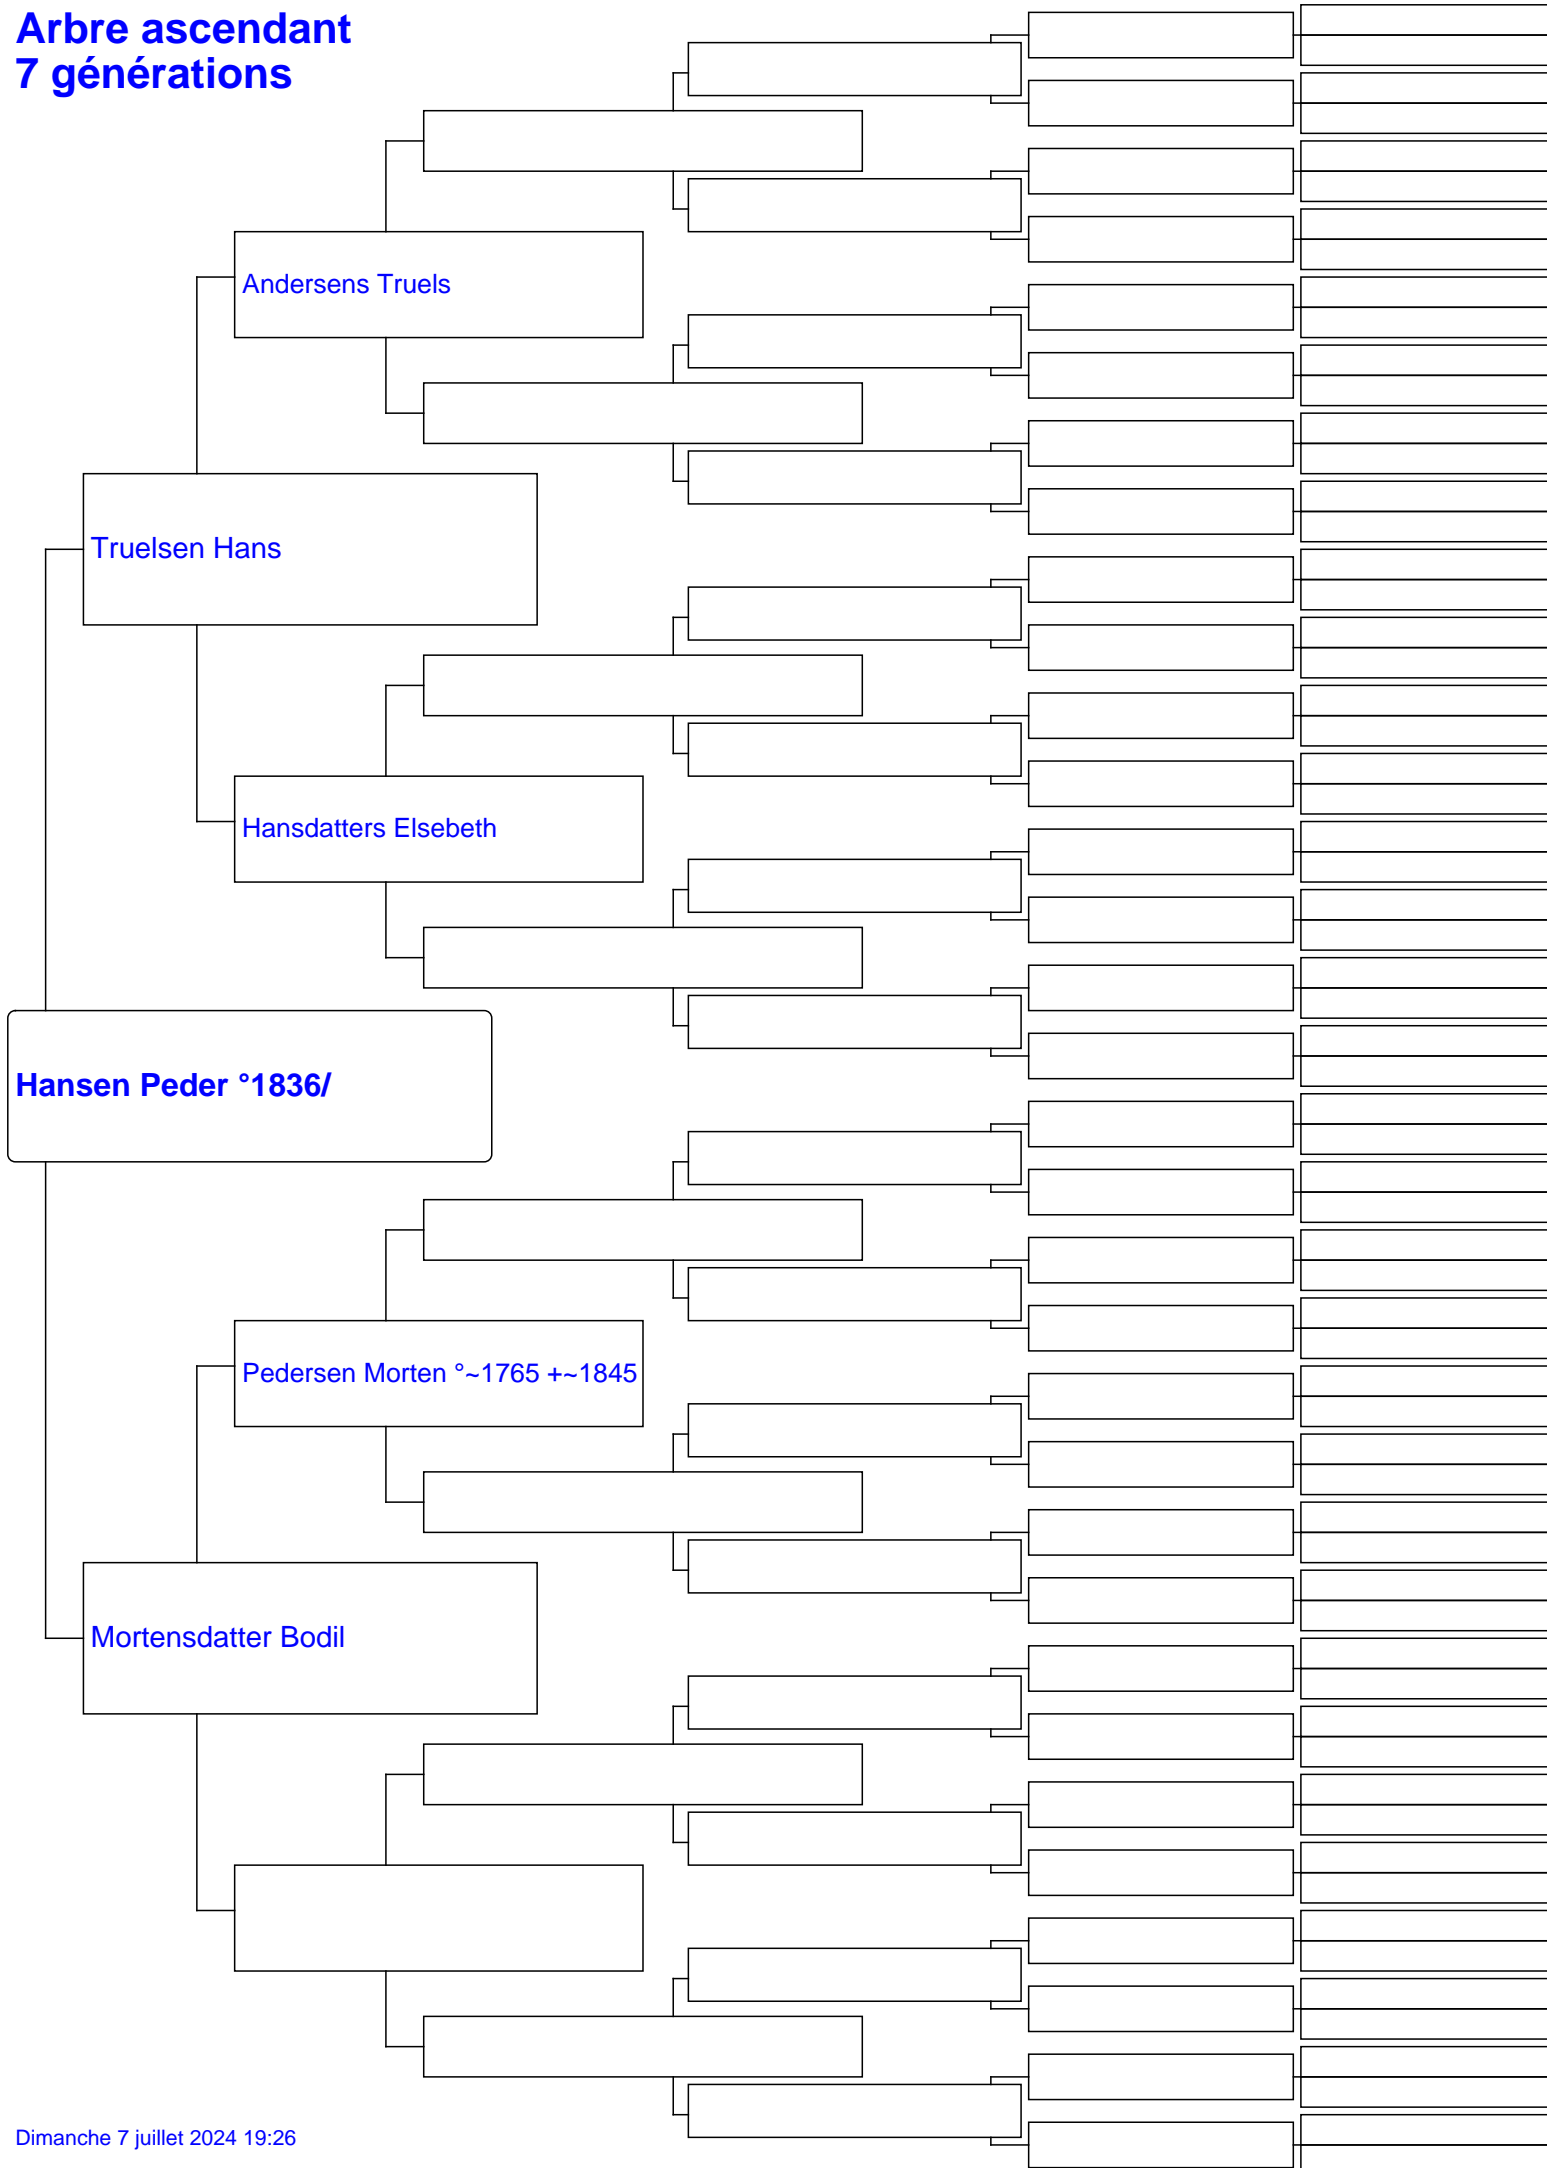 Arbre ascendant
7 générations
Andersens Truels
Truelsen Hans
Hansdatters Elsebeth
Hansen Peder °1836/
Pedersen Morten °~1765 +~1845
Mortensdatter Bodil
Dimanche 7 juillet 2024 19:26